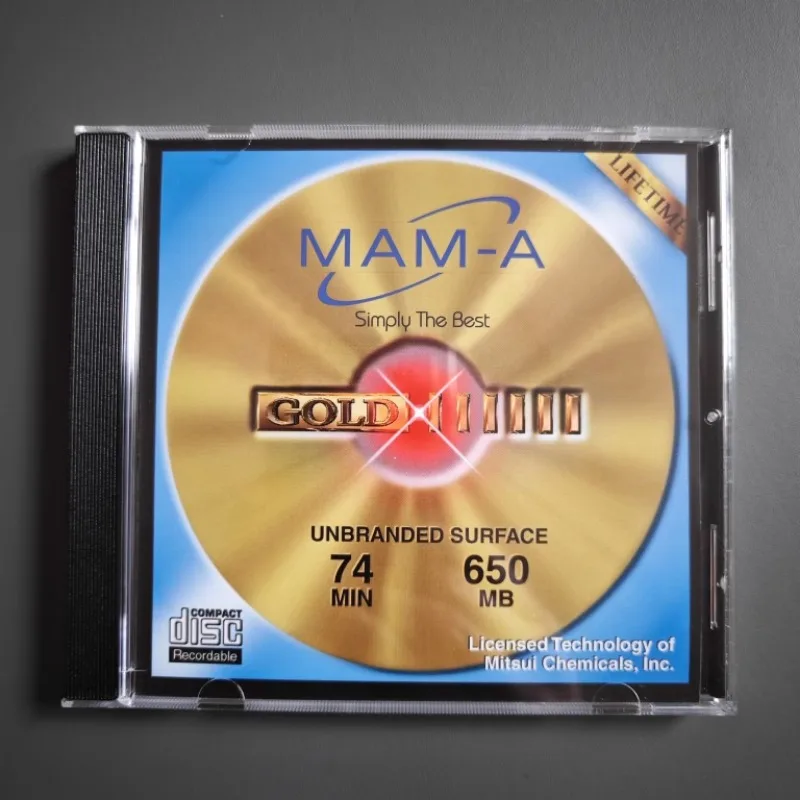 LIFETIME
MAM-A
Simply The Best
GOLD
UNBRANDED SURFACE
74 650
MIN MB
COMPACT
disc
Recordable
Licensed Technology of
Mitsui Chemicals, Inc.